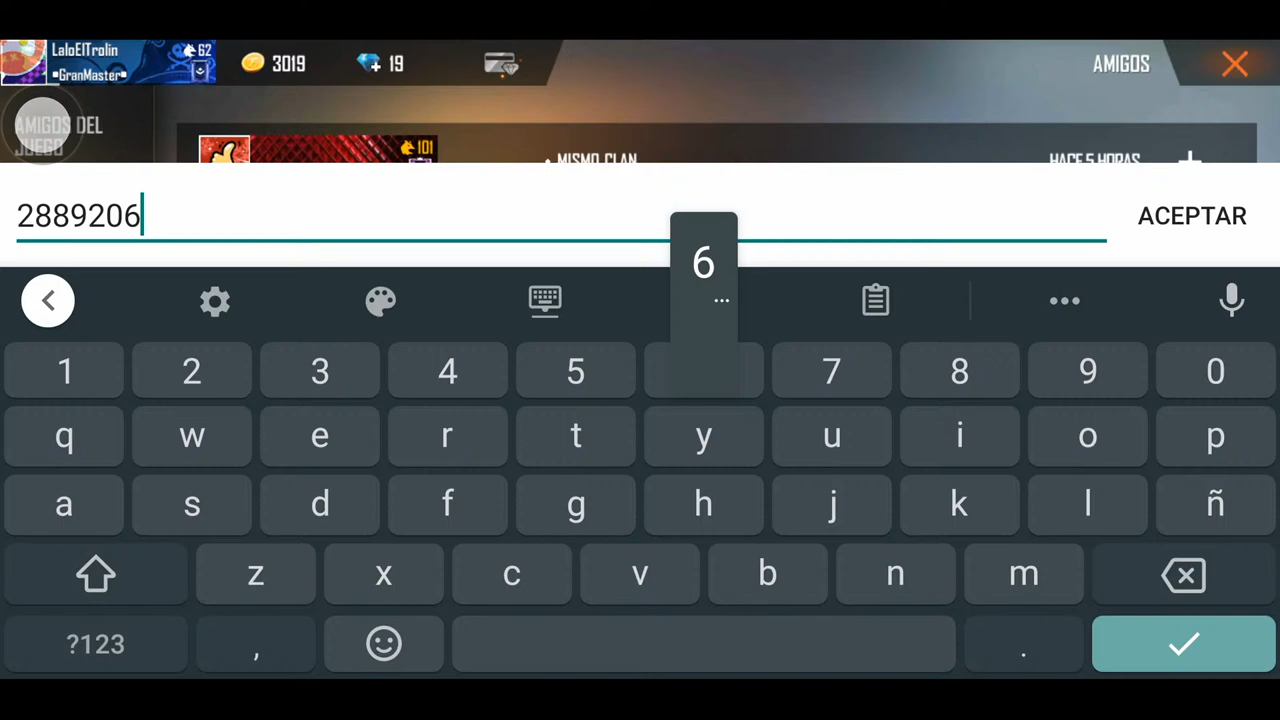 LaloElTrolin
62
▪GranMaster▪
3019
19
AMIGOS
AMIGOS DEL
JUEGO
101
• MISMO CLAN
HACE 5 HORAS
2889206
ACEPTAR
6
...
1 2 3 4 5 7 8 9 0
q w e r t y u i o p
a s d f g h j k l ñ
z x c v b n m
?123 , .